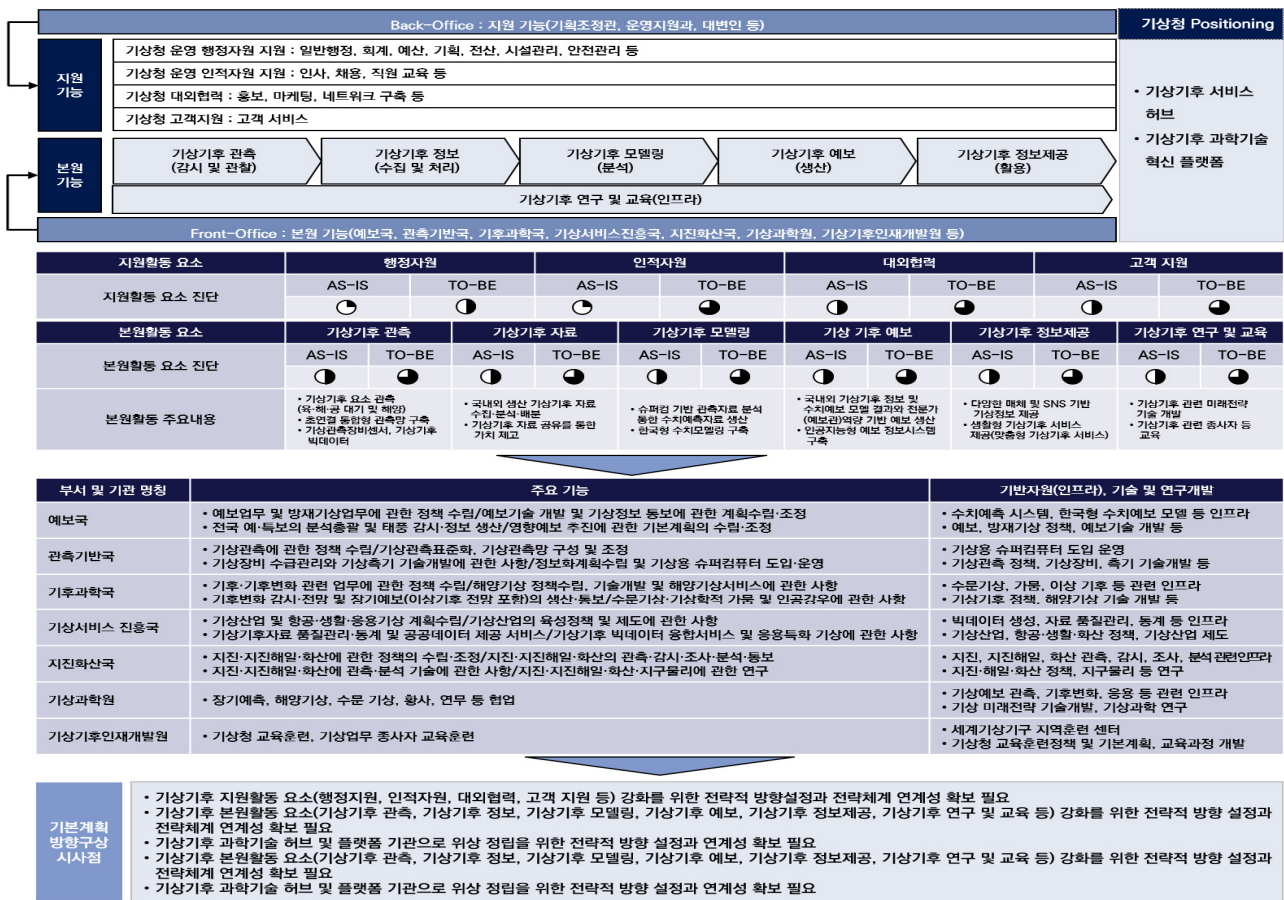 Back-Office : 지원 기능(기획조정관, 운영지원과, 대변인 등)
기상청 Positioning
지원
기능
기상청 운영 행정자원 지원 : 일반행정, 회계, 예산, 기획, 전산, 시설관리, 안전관리 등
기상청 운영 인적자원 지원 : 인사, 채용, 직원 교육 등
기상청 대외협력 : 홍보, 마케팅, 네트워크 구축 등
기상청 고객지원 : 고객 서비스
• 기상기후 서비스
허브
• 기상기후 과학기술
혁신 플랫폼
본원
기능
기상기후 관측
(감시 및 관찰)
기상기후 정보
(수집 및 처리)
기상기후 모델링
(분석)
기상기후 예보
(생산)
기상기후 정보제공
(활용)
기상기후 연구 및 교육(인프라)
Front-Office : 본원 기능(예보국, 관측기반국, 기후과학국, 기상서비스진흥국, 지진화산국, 기상과학원, 기상기후인재개발원 등)
지원활동 요소 행정자원 인적자원 대외협력 고객 지원
지원활동 요소 진단 AS-IS TO-BE AS-IS TO-BE AS-IS TO-BE AS-IS TO-BE
본원활동 요소 기상기후 관측 기상기후 자료 기상기후 모델링 기상 기후 예보 기상기후 정보제공 기상기후 연구 및 교육
본원활동 요소 진단 AS-IS TO-BE AS-IS TO-BE AS-IS TO-BE AS-IS TO-BE AS-IS TO-BE AS-IS TO-BE
본원활동 주요내용
• 기상기후 요소 관측
(육·해·공 대기 및 해양)
• 초연결 통합형 관측망 구축
• 기상관측장비센서, 기상기후
빅데이터
• 국내외 생산 기상기후 자료
수집·분석·배분
• 기상기후 자료 공유를 통한
가치 제고
• 슈퍼컴 기반 관측자료 분석
통한 수치예측자료 생산
• 한국형 수치모델링 구축
• 국내외 기상기후 정보 및
수치예보 모델 결과와 전문가
(예보관)역량 기반 예보 생산
• 인공지능형 예보 정보시스템
구축
• 다양한 매체 및 SNS 기반
기상정보 제공
• 생활형 기상기후 서비스
제공(맞춤형 기상기후 서비스)
• 기상기후 관련 미래전략
기술 개발
• 기상기후 관련 종사자 등
교육
부서 및 기관 명칭 주요 기능 기반자원(인프라), 기술 및 연구개발
예보국
• 예보업무 및 방재기상업무에 관한 정책 수립/예보기술 개발 및 기상정보 통보에 관한 계획수립·조정
• 전국 예·특보의 분석총괄 및 태풍 감시·정보 생산/영향예보 추진에 관한 기본계획의 수립·조정
• 수치예측 시스템, 한국형 수치예보 모델 등 인프라
• 예보, 방재기상 정책, 예보기술 개발 등
관측기반국
• 기상관측에 관한 정책 수립/기상관측표준화, 기상관측망 구성 및 조정
• 기상장비 수급관리와 기상측기 기술개발에 관한 사항/정보화계획수립 및 기상용 슈퍼컴퓨터 도입·운영
• 기상용 슈퍼컴퓨터 도입 운영
• 기상관측 정책, 기상장비, 측기 기술개발 등
기후과학국
• 기후·기후변화 관련 업무에 관한 정책 수립/해양기상 정책수립, 기술개발 및 해양기상서비스에 관한 사항
• 기후변화 감시·전망 및 장기예보(이상기후 전망 포함)의 생산·통보/수문기상·기상학적 가뭄 및 인공강우에 관한 사항
• 수문기상, 가뭄, 이상 기후 등 관련 인프라
• 기상기후 정책, 해양기상 기술 개발 등
기상서비스 진흥국
• 기상산업 및 항공·생활·응용기상 계획수립/기상산업의 육성정책 및 제도에 관한 사항
• 기상기후자료 품질관리·통계 및 공공데이터 제공 서비스/기상기후 빅데이터 융합서비스 및 응용특화 기상에 관한 사항
• 빅데이터 생성, 자료 품질관리, 통계 등 인프라
• 기상산업, 항공·생활·화산 정책, 기상산업 제도
지진화산국
• 지진·지진해일·화산에 관한 정책의 수립·조정/지진·지진해일·화산의 관측·감시·조사·분석·통보
• 지진·지진해일·화산에 관측·분석 기술에 관한 사항/지진·지진해일·화산·지구물리에 관한 연구
• 지진, 지진해일, 화산 관측, 감시, 조사, 분석관련인프라
• 지진·해일·화산 정책, 지구물리 등 연구
기상과학원
• 장기예측, 해양기상, 수문 기상, 황사, 연무 등 협업
• 기상예보 관측, 기후변화, 응용 등 관련 인프라
• 기상 미래전략 기술개발, 기상과학 연구
기상기후인재개발원
• 기상청 교육훈련, 기상업무 종사자 교육훈련
• 세계기상기구 지역훈련 센터
• 기상청 교육훈련정책 및 기본계획, 교육과정 개발
기본계획
방향구상
시사점
• 기상기후 지원활동 요소(행정지원, 인적자원, 대외협력, 고객 지원 등) 강화를 위한 전략적 방향설정과 전략체계 연계성 확보 필요
• 기상기후 본원활동 요소(기상기후 관측, 기상기후 정보, 기상기후 모델링, 기상기후 예보, 기상기후 정보제공, 기상기후 연구 및 교육 등) 강화를 위한 전략적 방향 설정과
전략체계 연계성 확보 필요
• 기상기후 과학기술 허브 및 플랫폼 기관으로 위상 정립을 위한 전략적 방향 설정과 연계성 확보 필요
• 기상기후 본원활동 요소(기상기후 관측, 기상기후 정보, 기상기후 모델링, 기상기후 예보, 기상기후 정보제공, 기상기후 연구 및 교육 등) 강화를 위한 전략적 방향 설정과
전략체계 연계성 확보 필요
• 기상기후 과학기술 허브 및 플랫폼 기관으로 위상 정립을 위한 전략적 방향 설정과 연계성 확보 필요